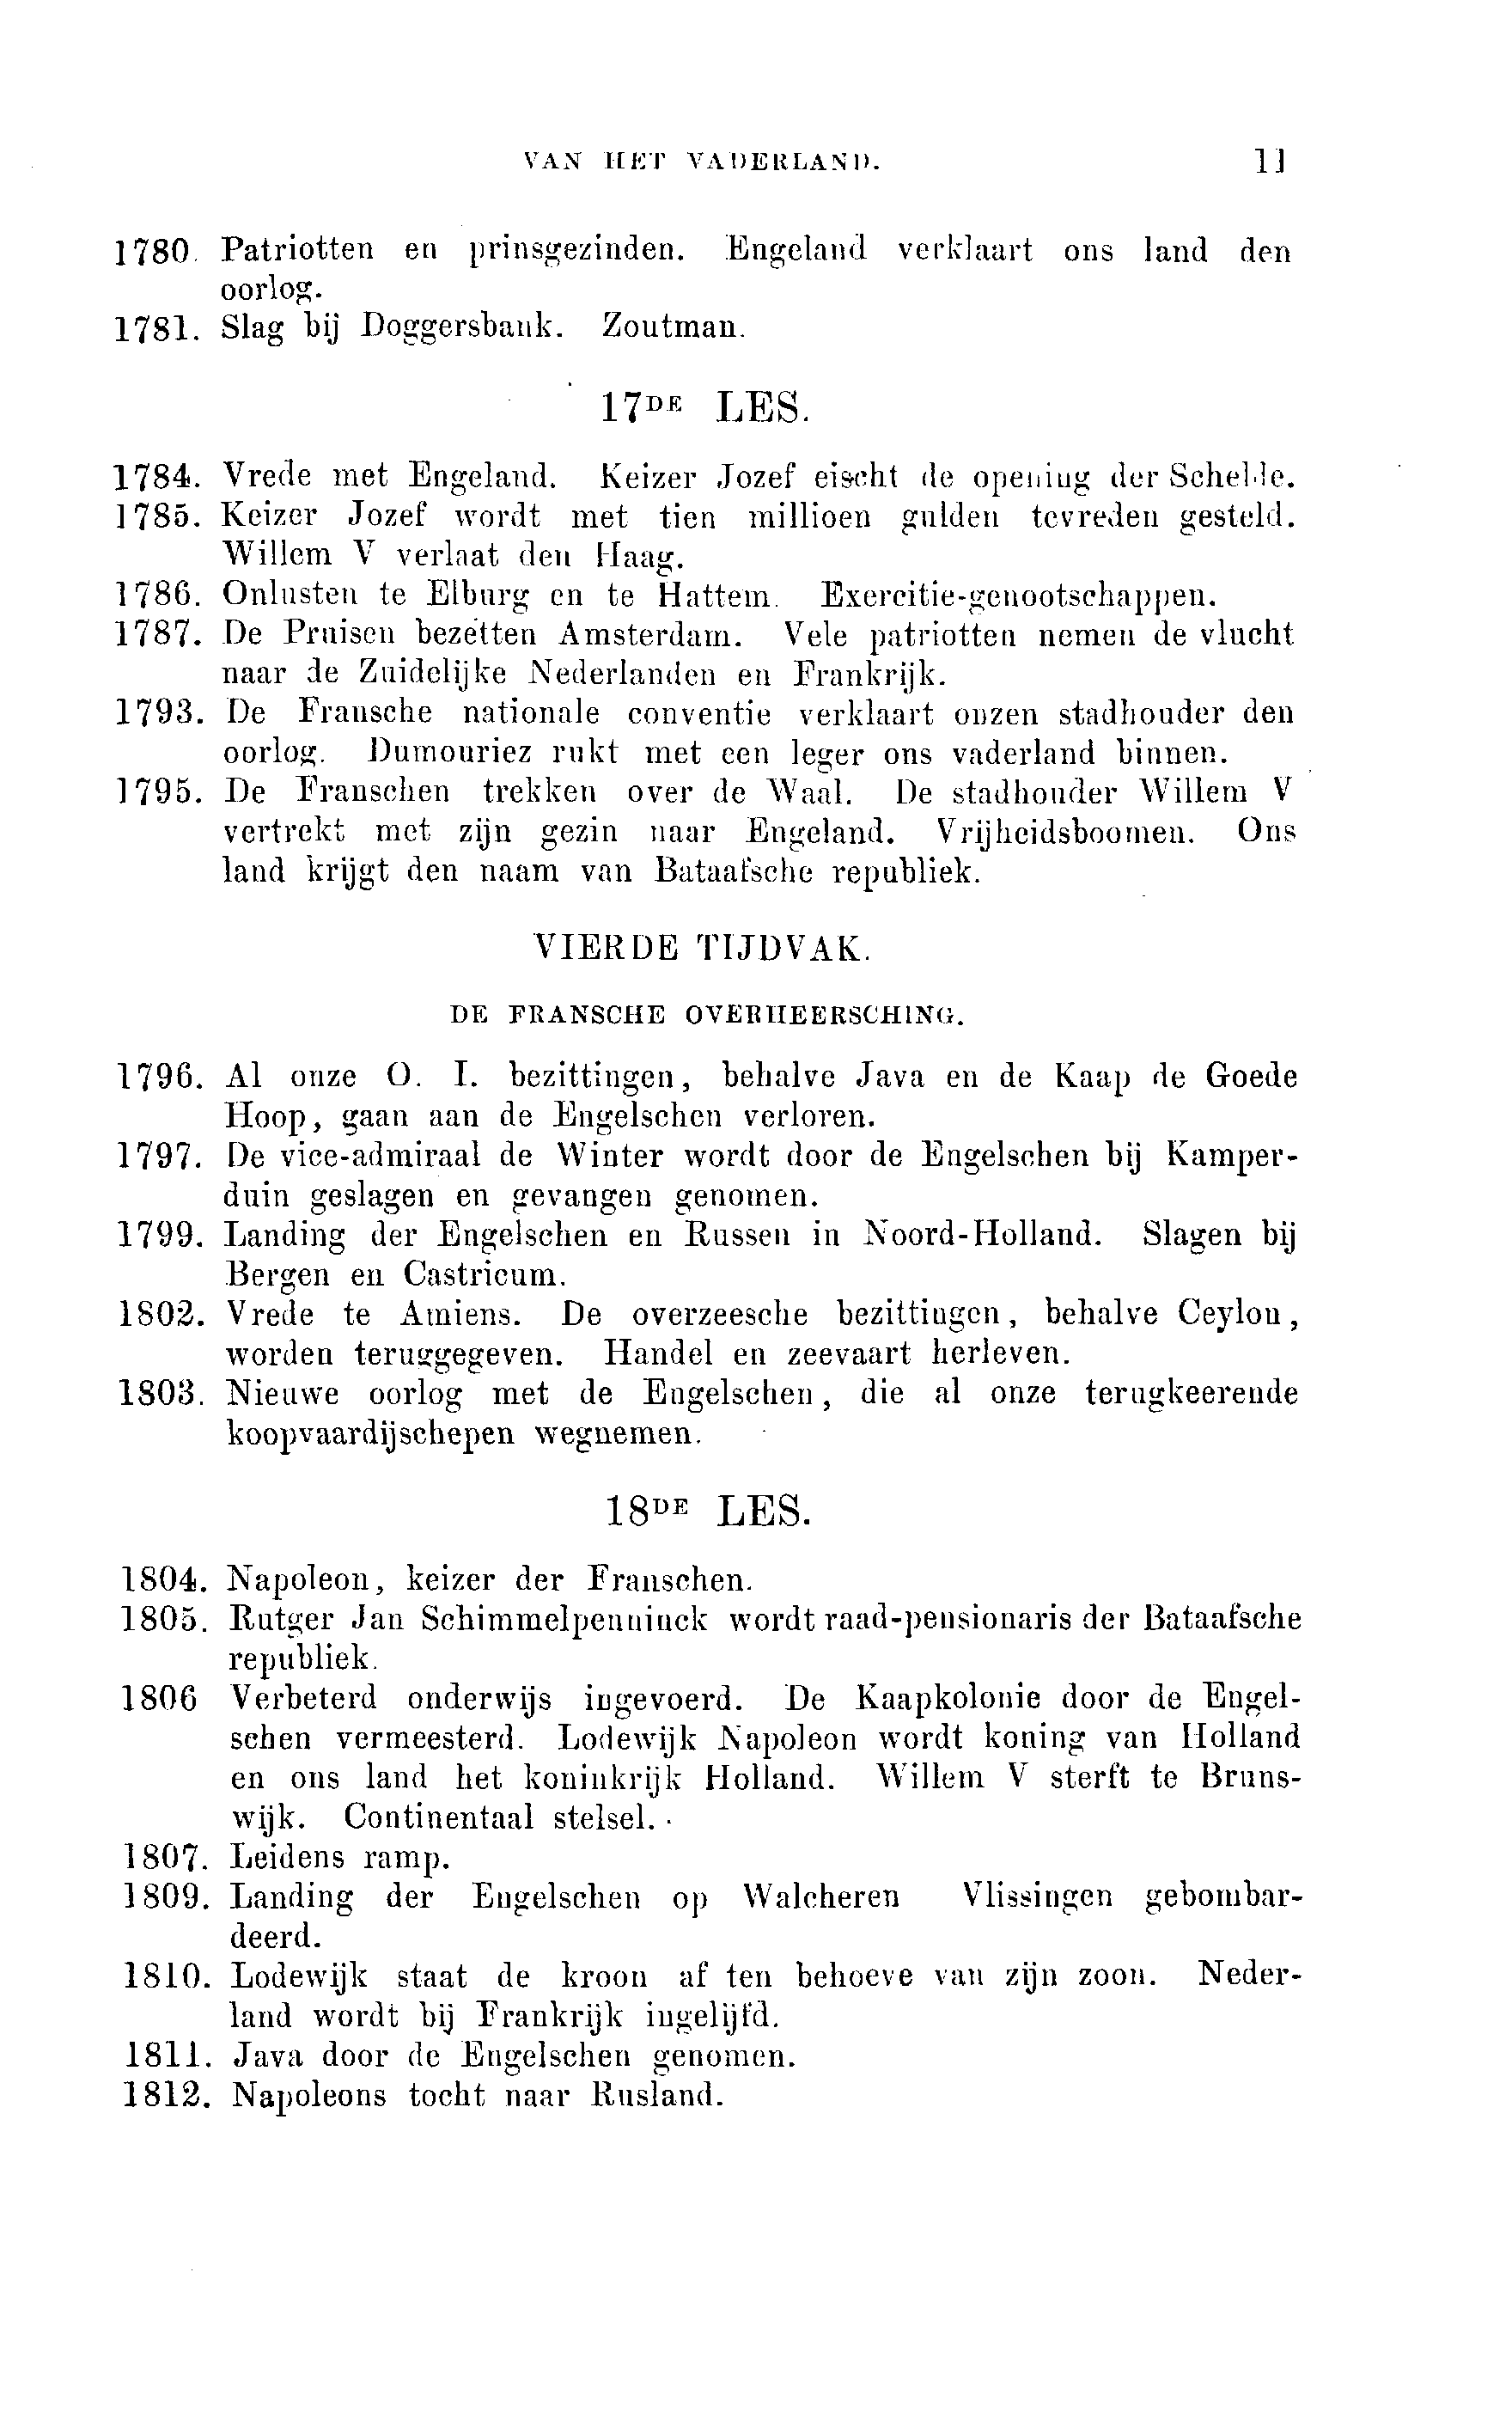 VAN HET VADERLAND. 11
1780. Patriotten en prinsgezinden. Engeland verklaart ons land den
oorlog.
1781. Slag bij Doggersbank. Zoutman.
17DE LES.
1784. Vrede met Engeland. Keizer Jozef eischt de opening der Schelde.
1785. Keizer Jozef wordt met tien millioen gulden tevreden gesteld.
Willem V verlaat den Haag.
1786. Onlusten te Elburg en te Hattem. Exercitie-genootschappen.
1787. De Pruisen bezetten Amsterdam. Vele patriotten nemen de vlucht
naar de Zuidelijke Nederlanden en Frankrijk.
1793. De Fransche nationale conventie verklaart onzen stadhouder den
oorlog. Dumouriez rukt met een leger ons vaderland binnen.
1795. De Franschen trekken over de Waal. De stadhouder Willem V
vertrekt met zijn gezin naar Engeland. Vrijheidsboomen. Ons
land krijgt den naam van Bataafsche republiek.
VIERDE TIJDVAK.
DE FRANSCHE OVERHEERSCHING.
1796. Al onze O. I. bezittingen, behalve Java en de Kaap de Goede
Hoop, gaan aan de Engelschen verloren.
1797. De vice-admiraal de Winter wordt door de Engelschen bij Kamper-
duin geslagen en gevangen genomen.
1799. Landing der Engelschen en Russen in Noord-Holland. Slagen bij
Bergen en Castricum.
1802. Vrede te Amiens. De overzeesche bezittingen, behalve Ceylon,
worden teruggegeven. Handel en zeevaart herleven.
1803. Nieuwe oorlog met de Engelschen, die al onze terugkeerende
koopvaardijschepen wegnemen.
18DE LES.
1804. Napoleon, keizer der Franschen.
1805. Rutger Jan Schimmelpenninck wordt raad-pensionaris der Bataafsche
republiek.
1806 Verbeterd onderwijs ingevoerd. De Kaapkolonie door de Engel-
schen vermeesterd. Lodewijk Napoleon wordt koning van Holland
en ons land het koninkrijk Holland. Willem V sterft te Bruns-
wijk. Continentaal stelsel.
1807. Leidens ramp.
1809. Landing der Engelschen op Walcheren Vlissingen gebombar-
deerd.
1810. Lodewijk staat de kroon af ten behoeve van zijn zoon. Neder-
land wordt bij Frankrijk ingelijfd.
1811. Java door de Engelschen genomen.
1812. Napoleons tocht naar Rusland.